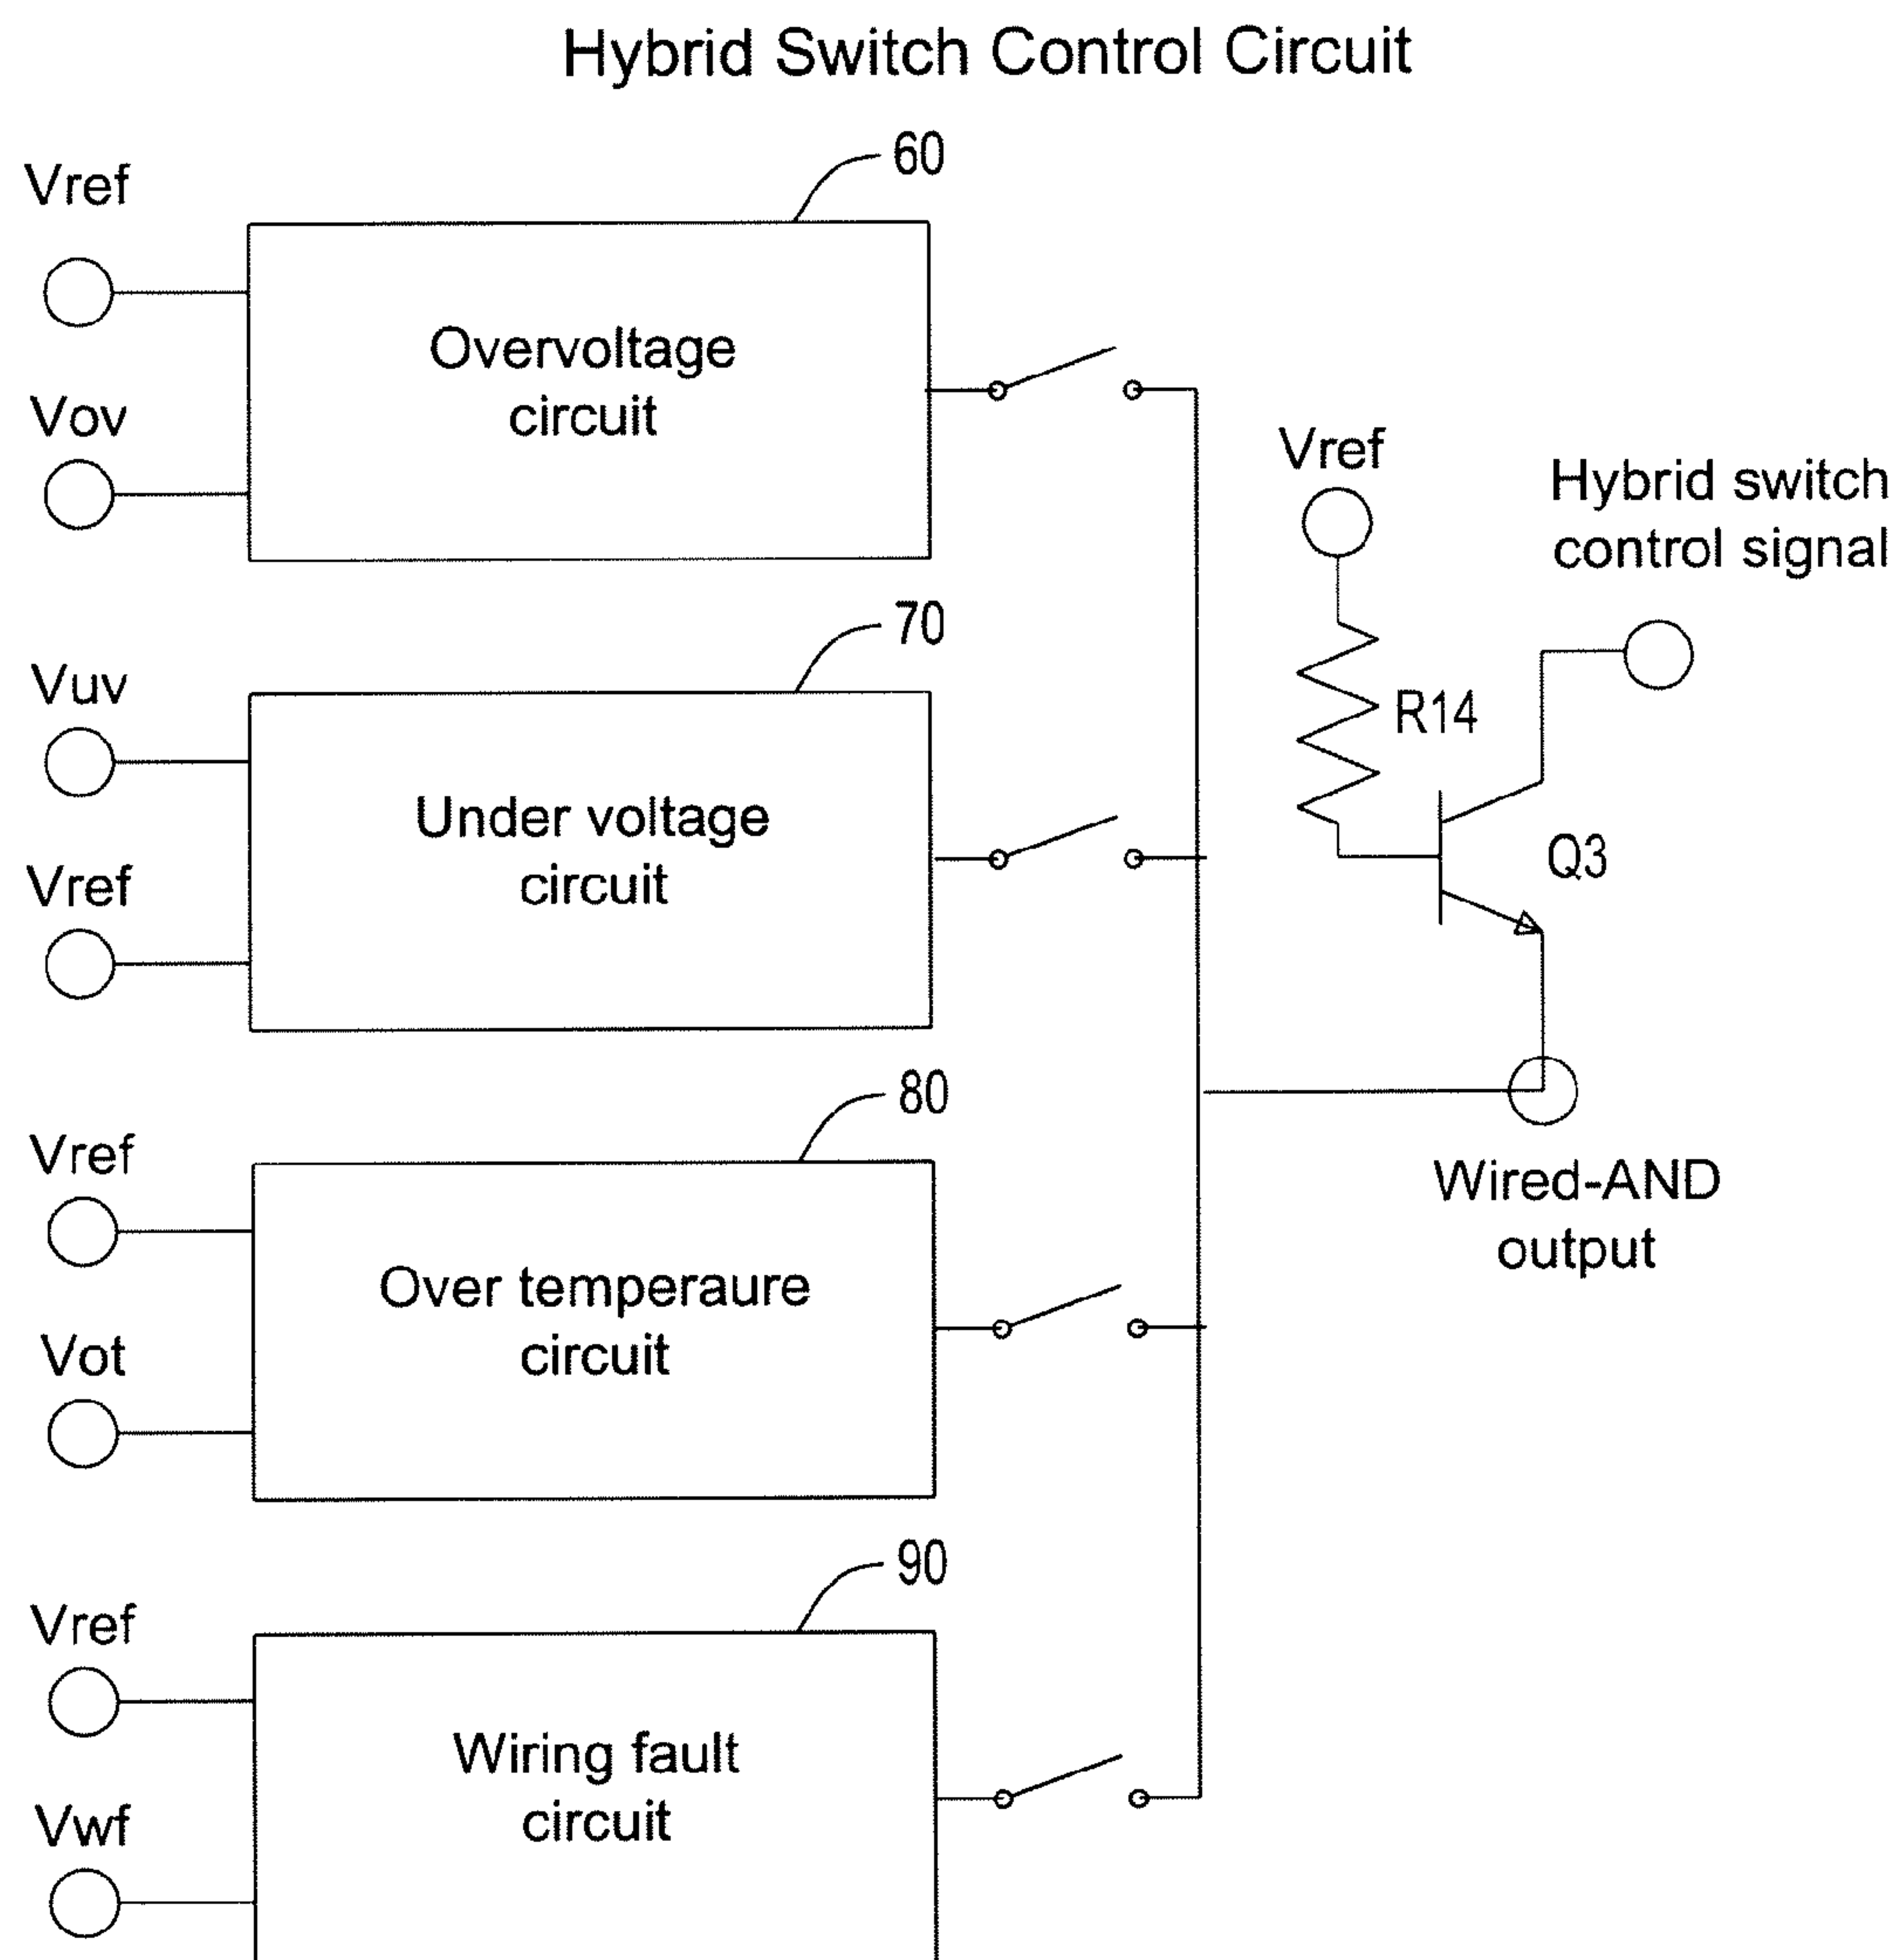 Hybrid Switch Control Circuit
60
Vref
Overvoltage
circuit
Vov
Vref
Hybrid switch
control signal
70
Vuv
Under voltage
circuit
Vref
R14
Q3
80
Vref
Over temperaure
circuit
Vot
Wired-AND
output
90
Vref
Wiring fault
circuit
Vwf